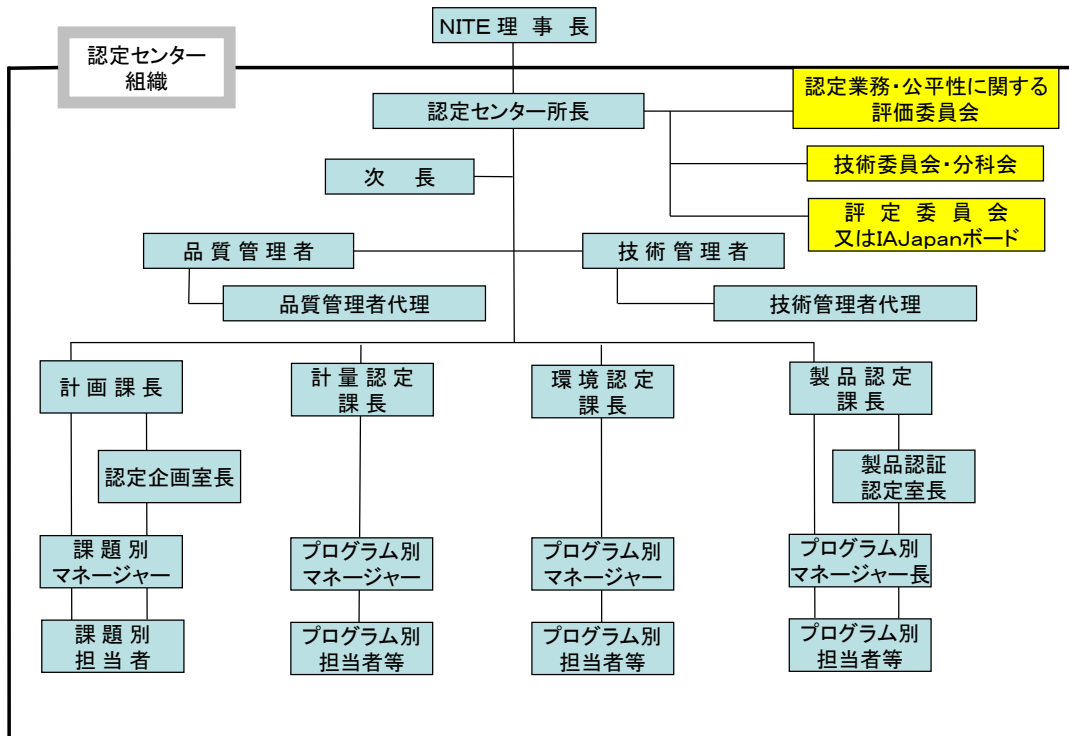 NITE 理 事 長
認定センター
組織
認定センター所長
認定業務・公平性に関する
評価委員会
技術委員会・分科会
評 定 委 員 会
又はIAJapanボード
次 長
品 質 管 理 者
技 術 管 理 者
品質管理者代理
技術管理者代理
計 画 課 長
計 量 認 定
課 長
環 境 認 定
課 長
製 品 認 定
課 長
認定企画室長
製品認証
認定室長
課 題 別
マネージャー
プログラム別
マネージャー
プログラム別
マネージャー
プログラム別
マネージャー長
課 題 別
担 当 者
プログラム別
担当者等
プログラム別
担当者等
プログラム別
担当者等